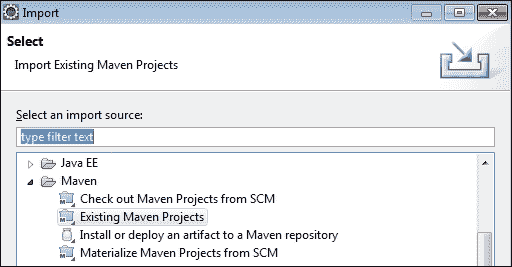 Import
Select
Import Existing Maven Projects
Select an import source:
type filter text
Java EE
Maven
Check out Maven Projects from SCM
Existing Maven Projects
Install or deploy an artifact to a Maven repository
Materialize Maven Projects from SCM